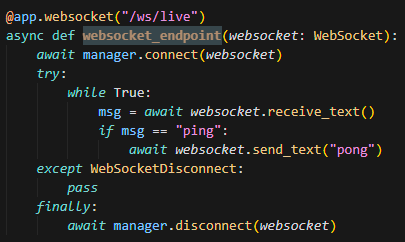 @app.websocket("/ws/live")
async def websocket_endpoint(websocket: WebSocket):
    await manager.connect(websocket)
    try:
        while True:
            msg = await websocket.receive_text()
            if msg == "ping":
                await websocket.send_text("pong")
    except WebSocketDisconnect:
        pass
    finally:
        await manager.disconnect(websocket)